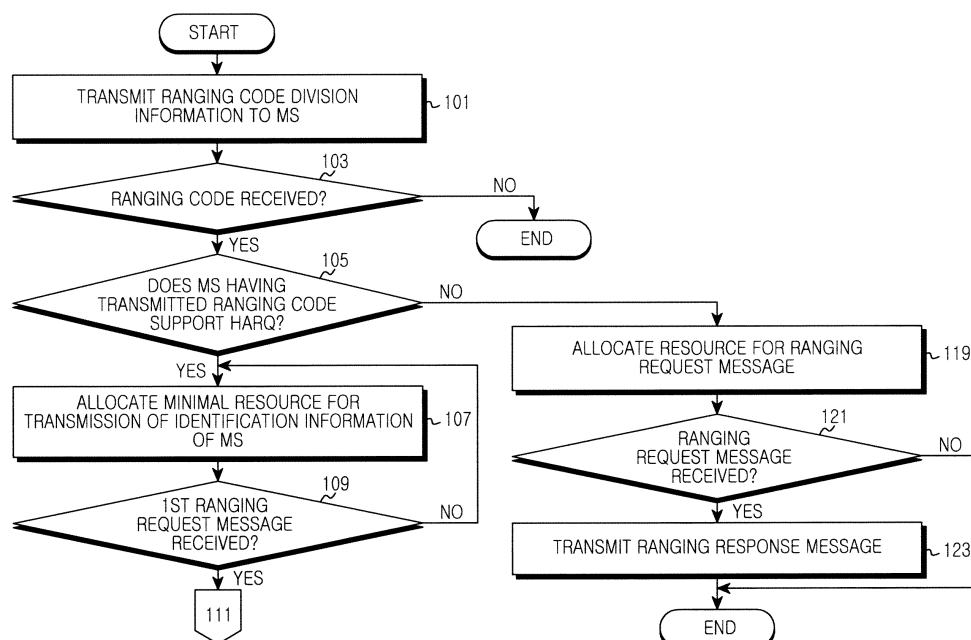 START
TRANSMIT RANGING CODE DIVISION
INFORMATION TO MS
101
103
RANGING CODE RECEIVED?
NO
END
YES
105
DOES MS HAVING
TRANSMITTED RANGING CODE
SUPPORT HARQ?
NO
YES
ALLOCATE MINIMAL RESOURCE FOR
TRANSMISSION OF IDENTIFICATION INFORMATION
OF MS
107
109
1ST RANGING
REQUEST MESSAGE
RECEIVED?
NO
YES
111
ALLOCATE RESOURCE FOR RANGING
REQUEST MESSAGE
119
121
RANGING
REQUEST MESSAGE
RECEIVED?
NO
YES
TRANSMIT RANGING RESPONSE MESSAGE
123
END